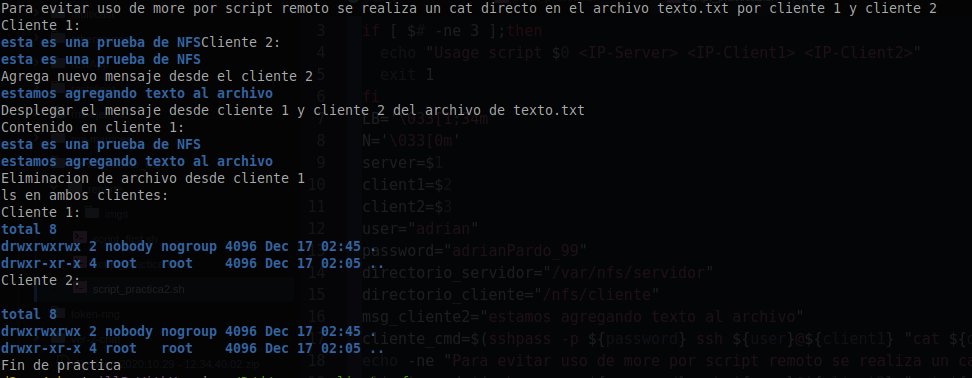 Para evitar uso de more por script remoto se realiza un cat directo en el archivo texto.txt por cliente 1 y cliente 2
Cliente 1:
esta es una prueba de NFSCliente 2:
esta es una prueba de NFS
Agrega nuevo mensaje desde el cliente 2
estamos agregando texto al archivo
Desplegar el mensaje desde cliente 1 y cliente 2 del archivo de texto.txt
Contenido en cliente 1:
esta es una prueba de NFS
estamos agregando texto al archivo
Eliminacion de archivo desde cliente 1
ls en ambos clientes:
Cliente 1:
total 8
drwxrwxrwx 2 nobody nogroup 4096 Dec 17 02:45 .
drwxr-xr-x 4 root   root    4096 Dec 17 02:05 ..
Cliente 2:
total 8
drwxrwxrwx 2 nobody nogroup 4096 Dec 17 02:45 .
drwxr-xr-x 4 root   root    4096 Dec 17 02:05 ..
Fin de practica
script_practica2.sh
token-ring
3 if [ $# -ne 3 ];then
4 echo "Usage script $0 <IP-Server> <IP-Client1> <IP-Client2>"
5 exit 1
6 fi
8 N='\033[0m'
9 server=$1
10 client1=$2
11 client2=$3
12 user="adrian"
13 password="adrianPardo_99"
14 directorio_servidor="/var/nfs/servidor"
15 directorio_cliente="/nfs/cliente"
16 msg_cliente2="estamos agregando texto al archivo"
cliente_cmd=$(sshpass -p ${password} ssh ${user}@${client1} "cat ${
18 echo -ne "Para evitar uso de more por script remoto se realiza un ca